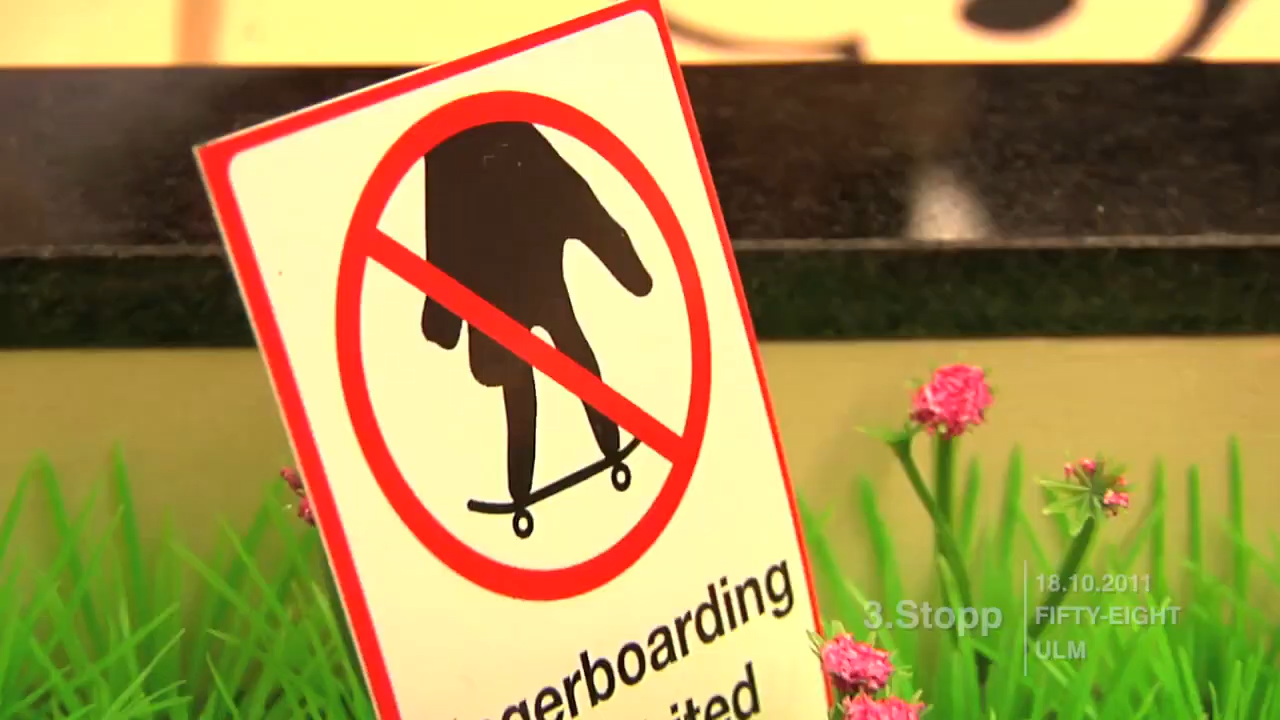 gerboarding
ited
3.Stopp
18.10.2011
FIFTY-EIGHT
ULM